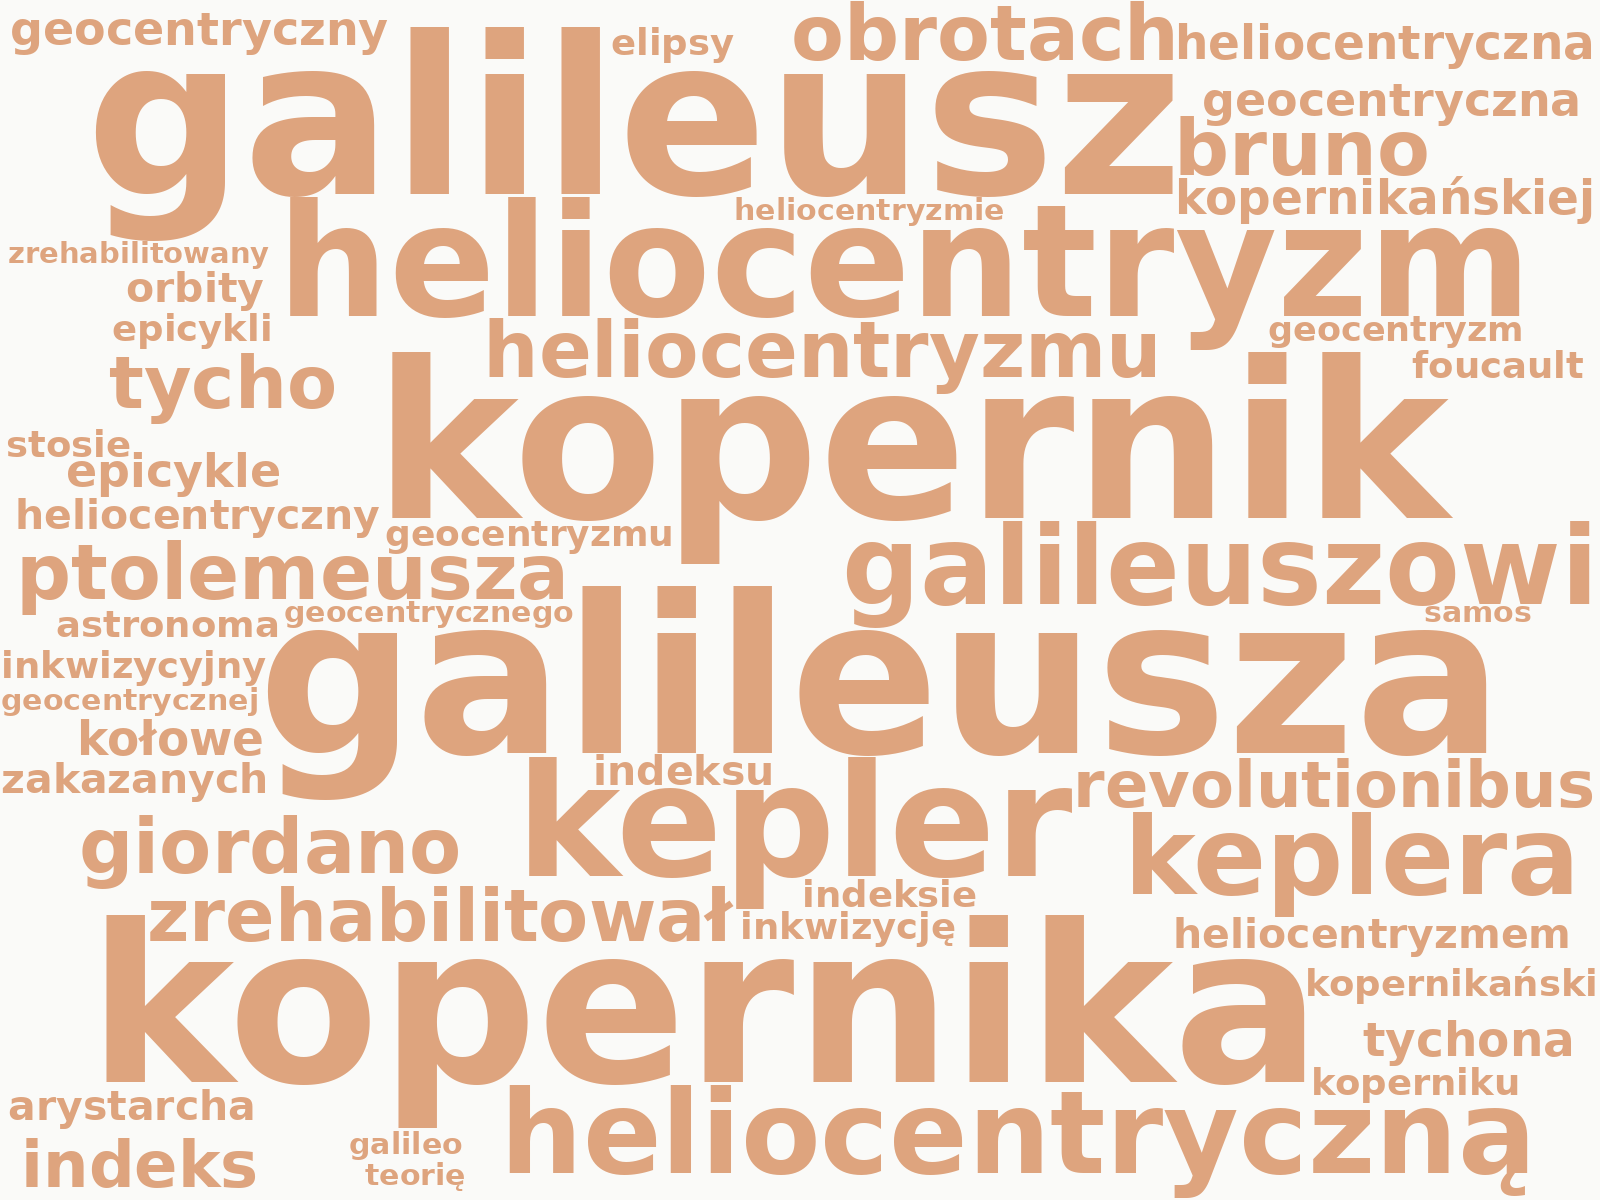 geocentryczny
elipsy
obrotach
heliocentryczna
galileusz
geocentryczna
bruno
kopernikańskiej
heliocentryzmie
zrehabilitowany
heliocentryzm
orbity
epicykli
heliocentryzmu
geocentryzm
foucault
tycho
kopernik
stosie
epicykle
heliocentryczny
geocentryzmu
ptolemeusza
galileuszowi
geocentrycznego
samos
astronoma
galileusza
inkwizycyjny
geocentrycznej
kołowe
zakazanych
indeksu
kepler
revolutionibus
giordano
keplera
zrehabilitował
indeksie
inkwizycję
heliocentryzmem
kopernika
kopernikański
tychona
koperniku
arystarcha
heliocentryczną
galileo
indeks
teorię